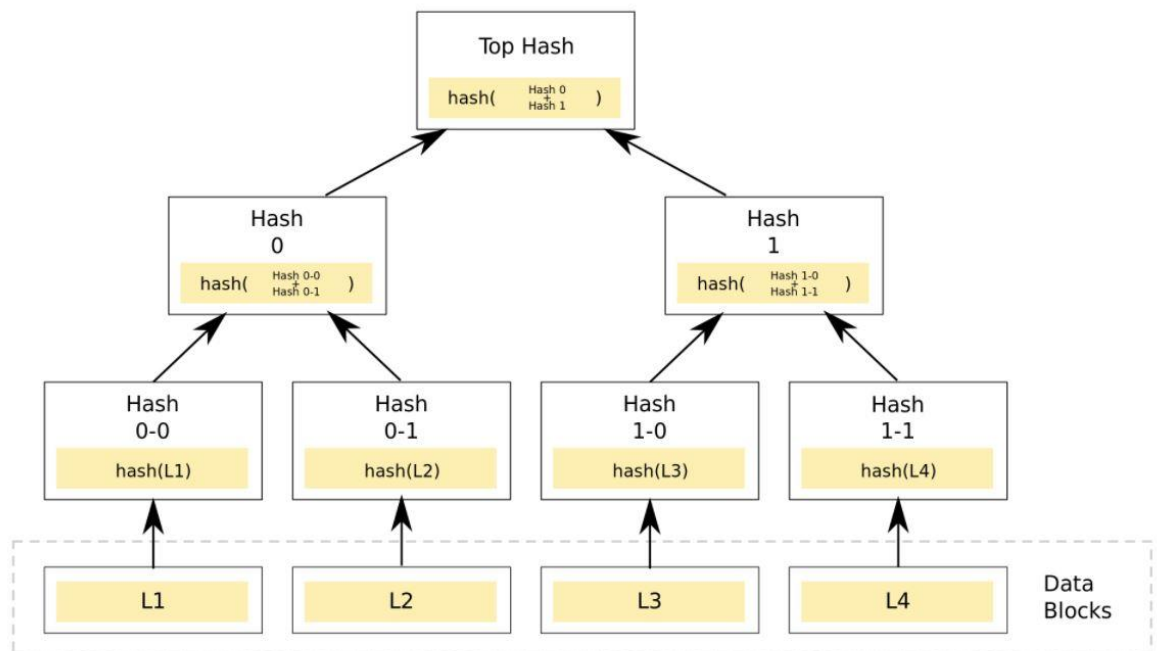 Top Hash
hash( Hash 0 + Hash 1 )
Hash
0
hash( Hash 0-0 + Hash 0-1 )
Hash
1
hash( Hash 1-0 + Hash 1-1 )
Hash
0-0
hash(L1)
Hash
0-1
hash(L2)
Hash
1-0
hash(L3)
Hash
1-1
hash(L4)
L1
L2
L3
L4
Data
Blocks